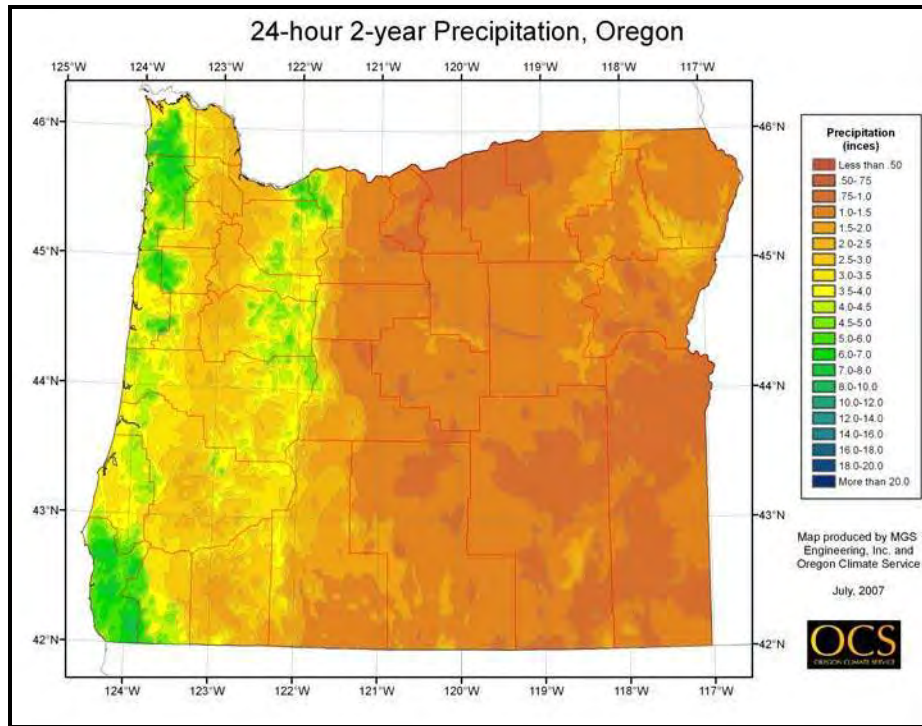 24-hour 2-year Precipitation, Oregon
125°W 124°W 123°W 122°W 121°W 120°W 119°W 118°W 117°W
46°N 46°N
45°N 45°N
44°N 44°N
43°N 43°N
42°N 42°N
124°W 123°W 122°W 121°W 120°W 119°W 118°W 117°W
Precipitation
(inces)
Less than .50
.50-.75
.75-1.0
1.0-1.5
1.5-2.0
2.0-2.5
2.5-3.0
3.0-3.5
3.5-4.0
4.0-4.5
4.5-5.0
5.0-6.0
6.0-7.0
7.0-8.0
8.0-10.0
10.0-12.0
12.0-14.0
14.0-16.0
16.0-18.0
18.0-20.0
More than 20.0
Map produced by MGS
Engineering, Inc. and
Oregon Climate Service
July, 2007
OCS
OREGON CLIMATE SERVICE